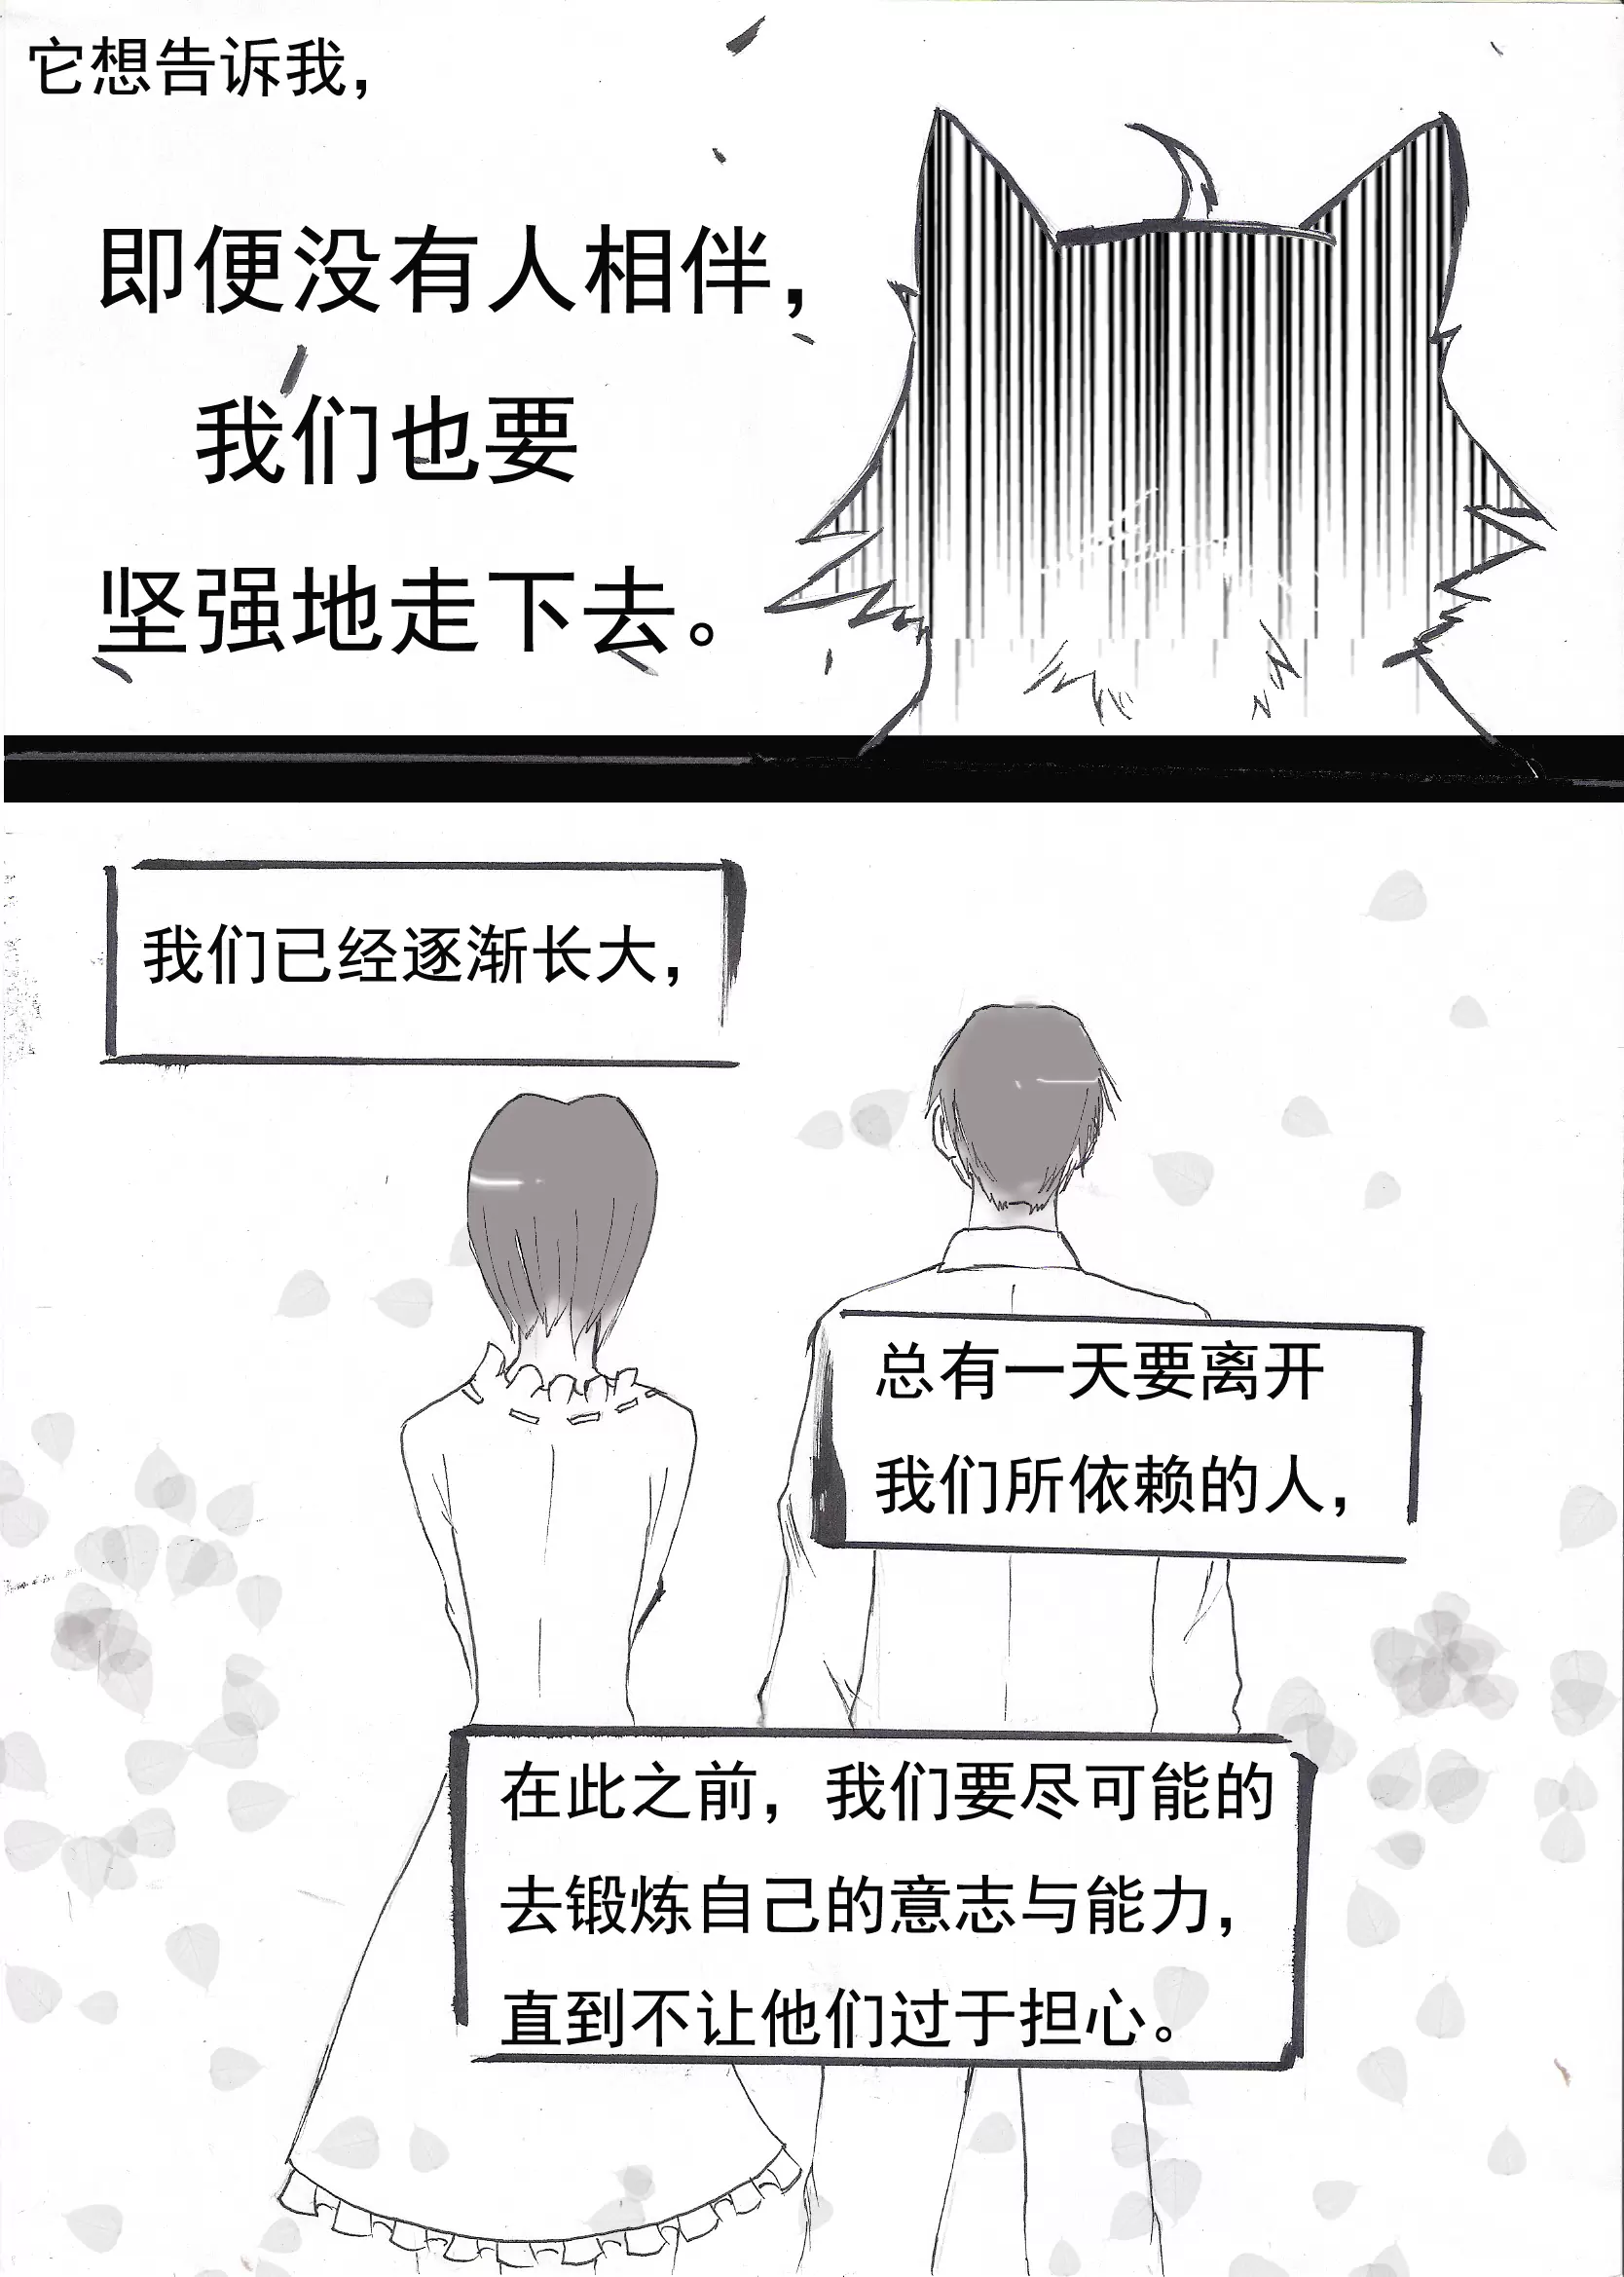 它想告诉我，
即便没有人相伴，
我们也要
坚强地走下去。
我们已经逐渐长大，
总有一天要离开
我们所依赖的人，
在此之前，我们要尽可能的
去锻炼自己的意志与能力，
直到不让他们过于担心。